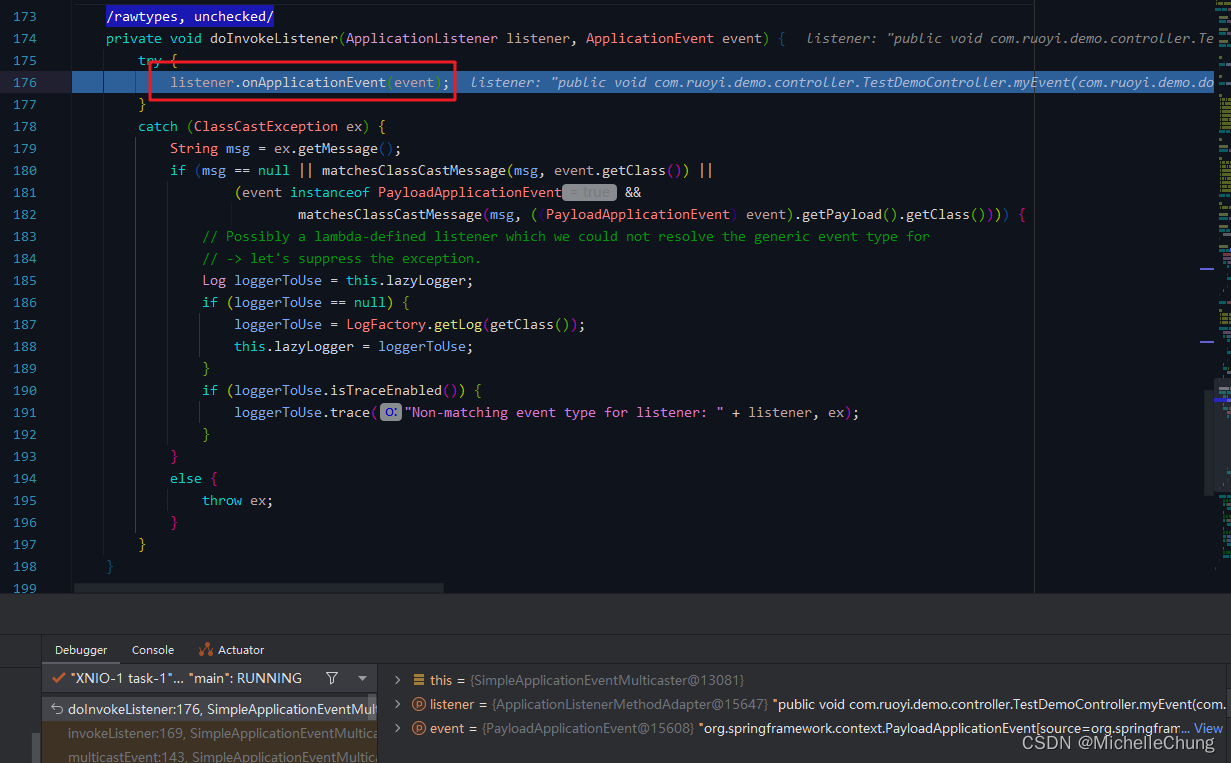 173 /rawtypes, unchecked/
174 private void doInvokeListener(ApplicationListener listener, ApplicationEvent event) { listener: "public void com.ruoyi.demo.controller.Te
175 try {
176 listener.onApplicationEvent(event); listener: "public void com.ruoyi.demo.controller.TestDemoController.myEvent(com.ruoyi.demo.do
177 }
178 catch (ClassCastException ex) {
179 String msg = ex.getMessage();
180 if (msg == null || matchesClassCastMessage(msg, event.getClass()) ||
181 (event instanceof PayloadApplicationEvent = true &&
182 matchesClassCastMessage(msg, ((PayloadApplicationEvent) event).getPayload().getClass()))) {
183 // Possibly a lambda-defined listener which we could not resolve the generic event type for
184 // -> let's suppress the exception.
185 Log loggerToUse = this.lazyLogger;
186 if (loggerToUse == null) {
187 loggerToUse = LogFactory.getLog(getClass());
188 this.lazyLogger = loggerToUse;
189 }
190 if (loggerToUse.isTraceEnabled()) {
191 loggerToUse.trace( o: "Non-matching event type for listener: " + listener, ex);
192 }
193 }
194 else {
195 throw ex;
196 }
197 }
198 }
199
Debugger Console Actuator
"XNIO-1 task-1"... "main": RUNNING
doInvokeListener:176, SimpleApplicationEventMul
invokeListener:169, SimpleApplicationEventMultica
multicastEvent:143, SimpleApplicationEventMultica
this = {SimpleApplicationEventMulticaster@13081}
listener = {ApplicationListenerMethodAdapter@15647} "public void com.ruoyi.demo.controller.TestDemoController.myEvent(com.
event = {PayloadApplicationEvent@15608} "org.springframework.context.PayloadApplicationEvent[source=org.springfram... View
CSDN @MichelleChung